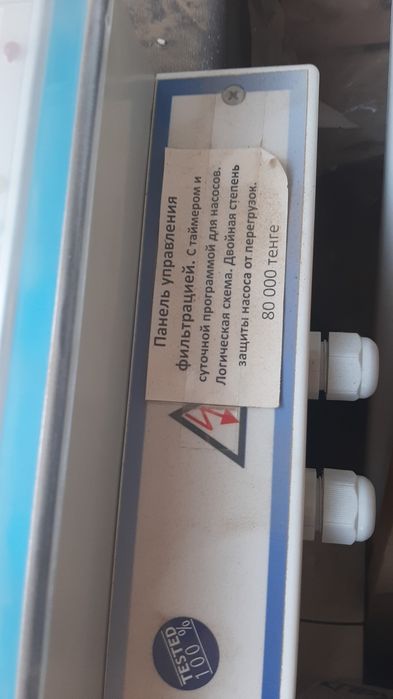 Панель управления
фильтрацией. С таймером и
суточной программой для насосов.
Логическая схема. Двойная степень
защиты насоса от перегрузок.
80 000 тенге
TESTED
100 %